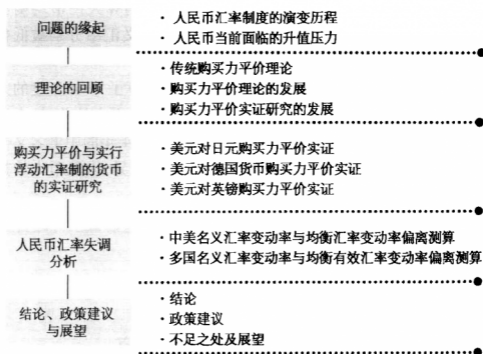 问题的缘起
· 人民币汇率制度的演变历程
· 人民币当前面临的升值压力
理论的回顾
· 传统购买力平价理论
· 购买力平价理论的发展
· 购买力平价实证研究的发展
购买力平价与实行
浮动汇率制的货币
的实证研究
· 美元对日元购买力平价实证
· 美元对德国货币购买力平价实证
· 美元对英镑购买力平价实证
人民币汇率失调
分析
· 中美名义汇率变动率与均衡汇率变动率偏离测算
· 多国名义汇率变动率与均衡有效汇率变动率偏离测算
结论、政策建议
与展望
· 结论
· 政策建议
· 不足之处及展望